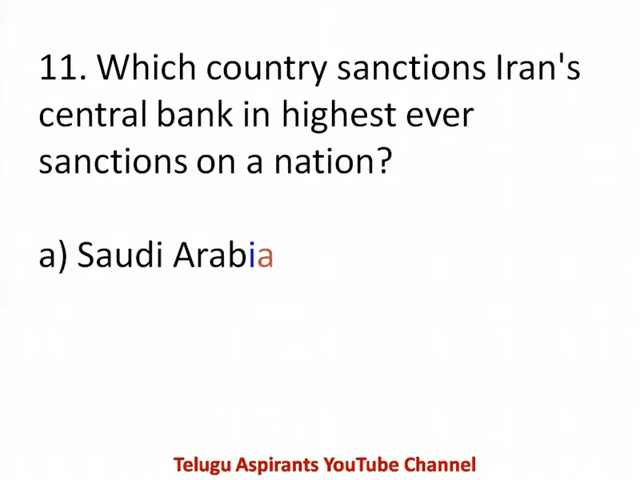 11. Which country sanctions Iran's
central bank in highest ever
sanctions on a nation?
a) Saudi Arabia
Telugu Aspirants YouTube Channel